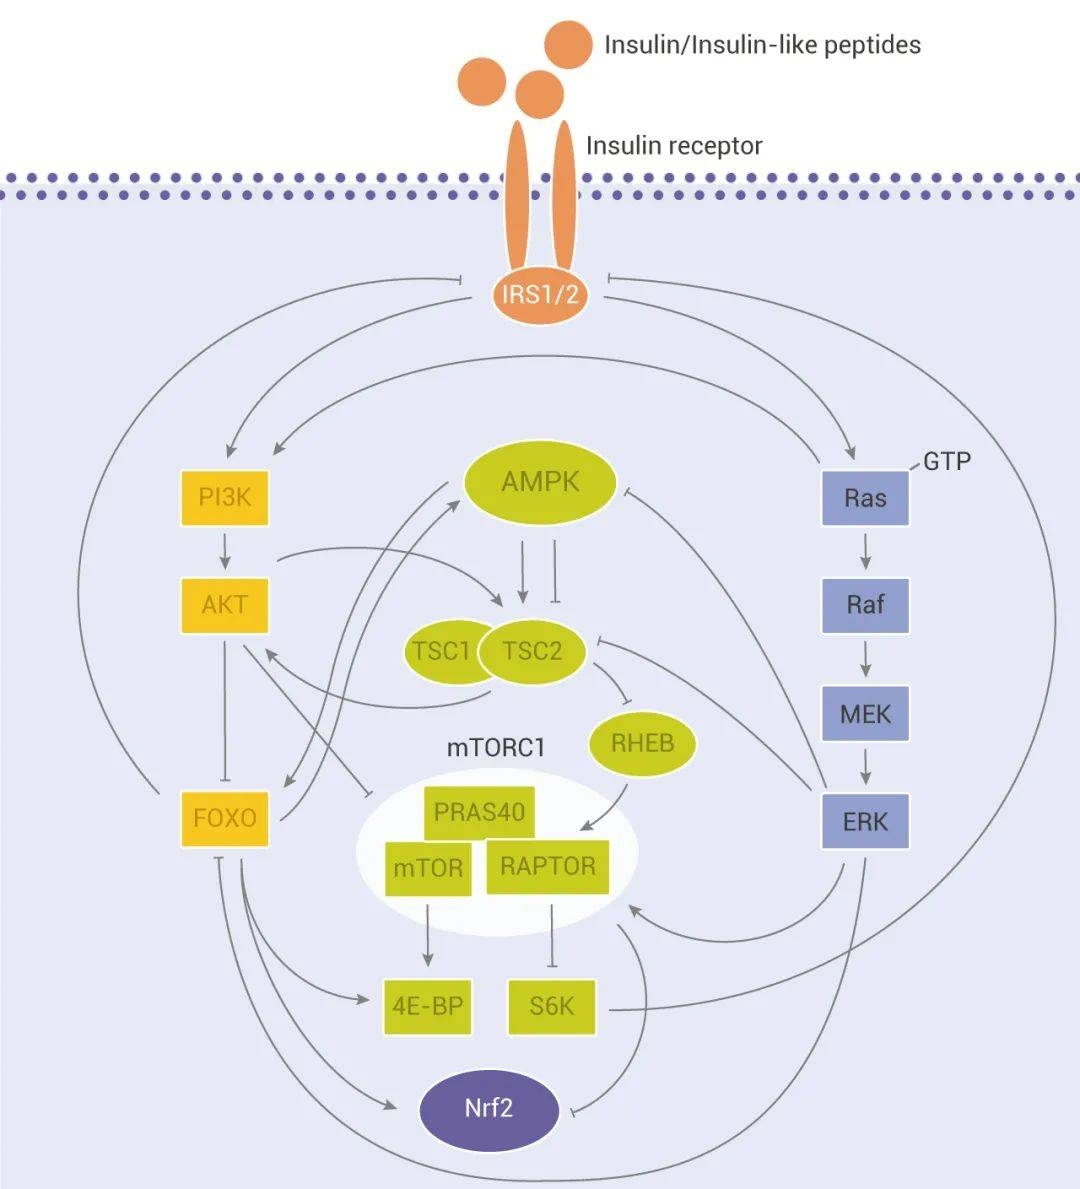 Insulin/Insulin-like peptides
Insulin receptor
IRS1/2
GTP
PI3K
AMPK
Ras
AKT
Raf
TSC1
TSC2
MEK
RHEB
mTORC1
FOXO
PRAS40
ERK
mTOR
RAPTOR
4E-BP
S6K
Nrf2